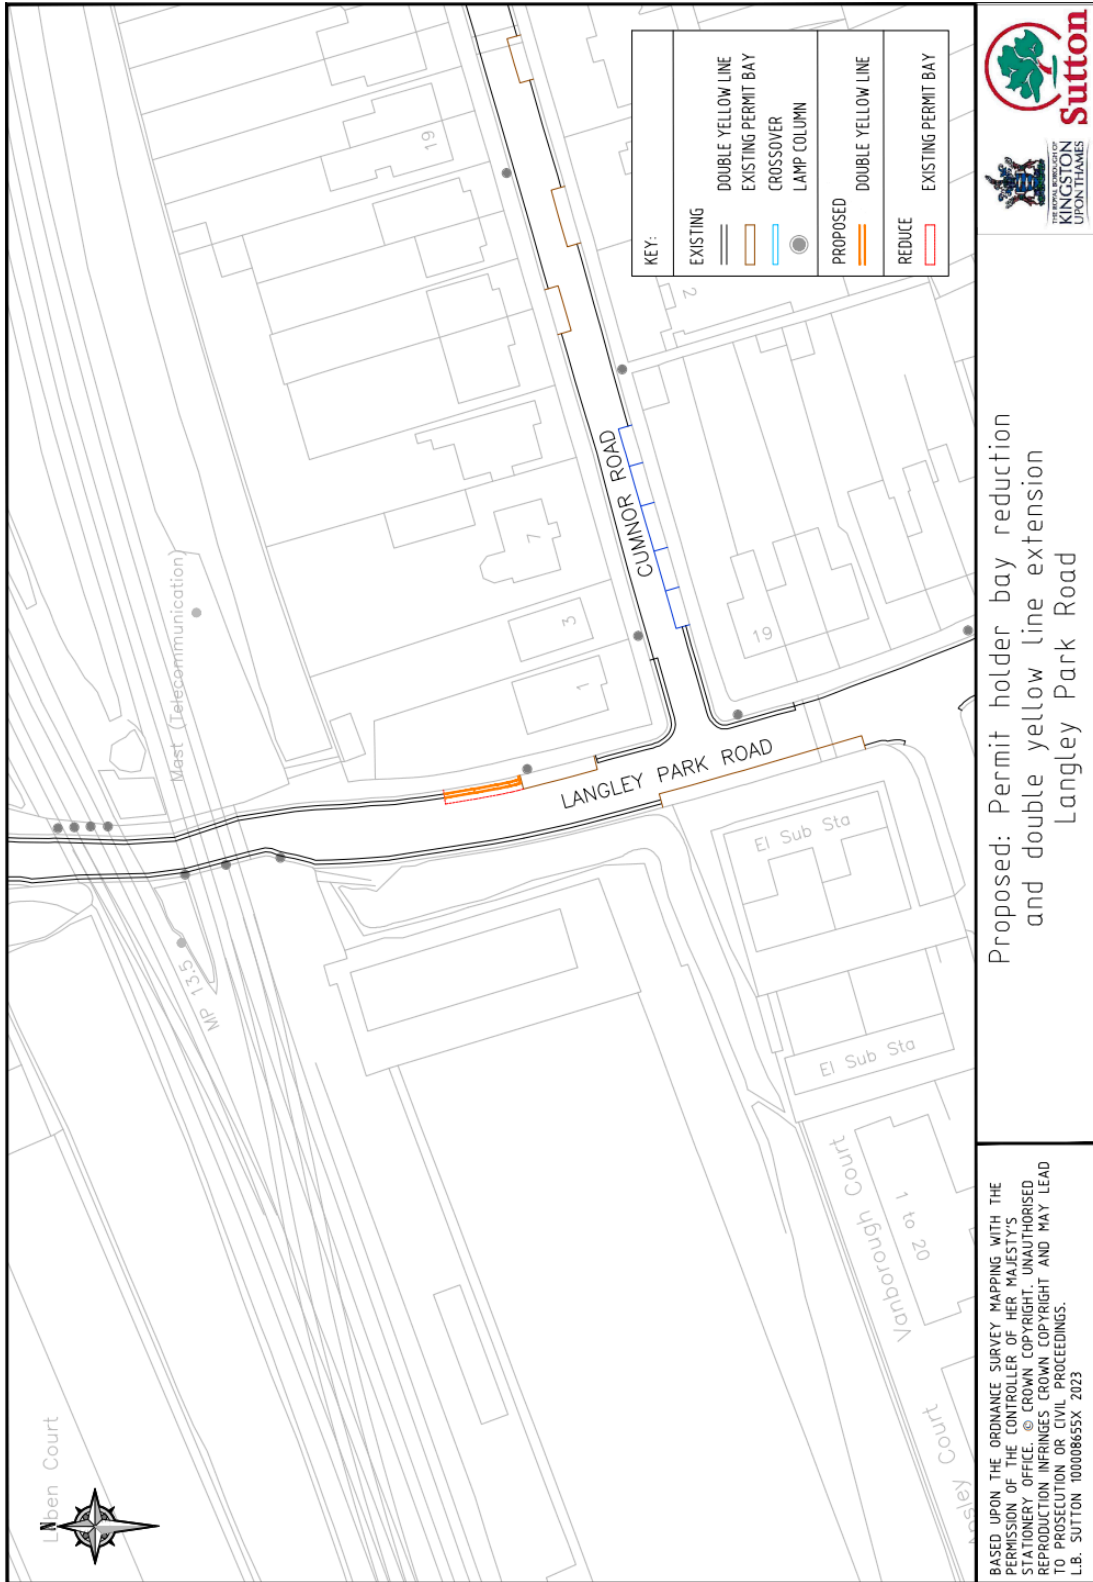 Luben Court
N
MP 13.5
Mast (Telecommunication)
19
7
3
1
2
19
CUMNOR ROAD
LANGLEY PARK ROAD
El Sub Sta
El Sub Sta
Vanborough Court
1 to 20
sley Court
KEY:
EXISTING
DOUBLE YELLOW LINE
EXISTING PERMIT BAY
CROSSOVER
LAMP COLUMN
PROPOSED
DOUBLE YELLOW LINE
REDUCE
EXISTING PERMIT BAY
BASED UPON THE ORDNANCE SURVEY MAPPING WITH THE
PERMISSION OF THE CONTROLLER OF HER MAJESTY'S
STATIONERY OFFICE. © CROWN COPYRIGHT. UNAUTHORISED
REPRODUCTION INFRINGES CROWN COPYRIGHT AND MAY LEAD
TO PROSECUTION OR CIVIL PROCEEDINGS.
L.B. SUTTON 100008655X 2023
Proposed: Permit holder bay reduction
and double yellow line extension
Langley Park Road
THE ROYAL BOROUGH OF
KINGSTON
UPON THAMES
Sutton